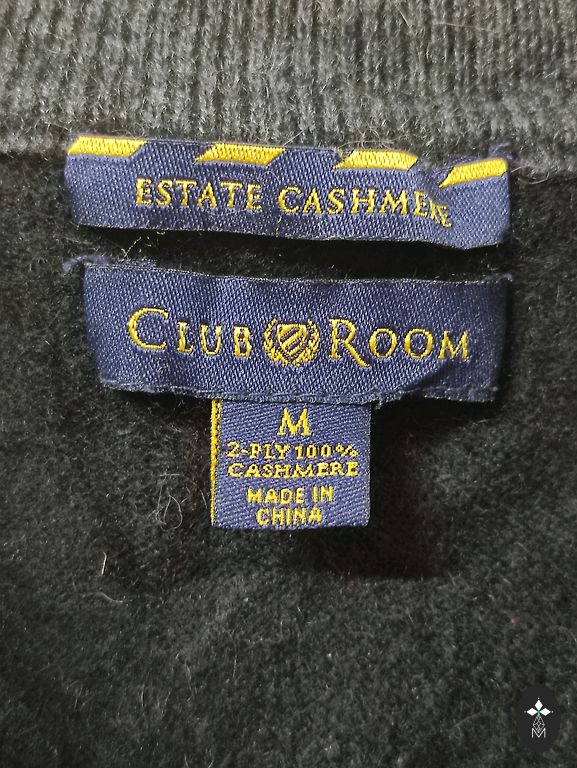 ESTATE CASHMERE
CLUB ROOM
M
2-PLY 100%
CASHMERE
MADE IN
CHINA
M